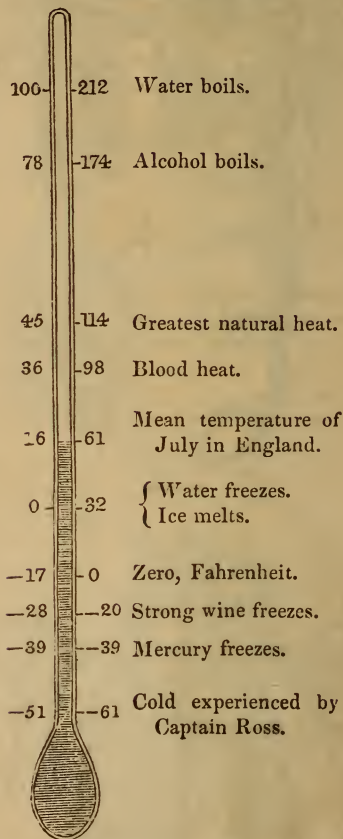 100 212 Water boils.
78 174 Alcohol boils.
45 114 Greatest natural heat.
36 98 Blood heat.
Mean temperature of
16 61 July in England.
{ Water freezes.
0 32
{ Ice melts.
—17 0 Zero, Fahrenheit.
—28 —20 Strong wine freezes.
—39 —39 Mercury freezes.
—51 —61 Cold experienced by
Captain Ross.